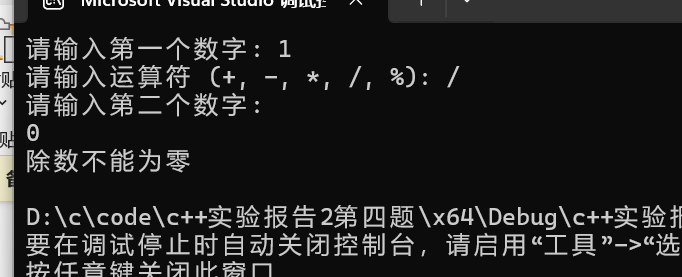 Microsoft Visual Studio 调试
请输入第一个数字: 1
请输入运算符 (+, -, *, /, %): /
请输入第二个数字:
0
除数不能为零
D:\c\code\c++实验报告2第四题\x64\Debug\c++实验
要在调试停止时自动关闭控制台，请启用“工具”->“选
按任意键关闭此窗口